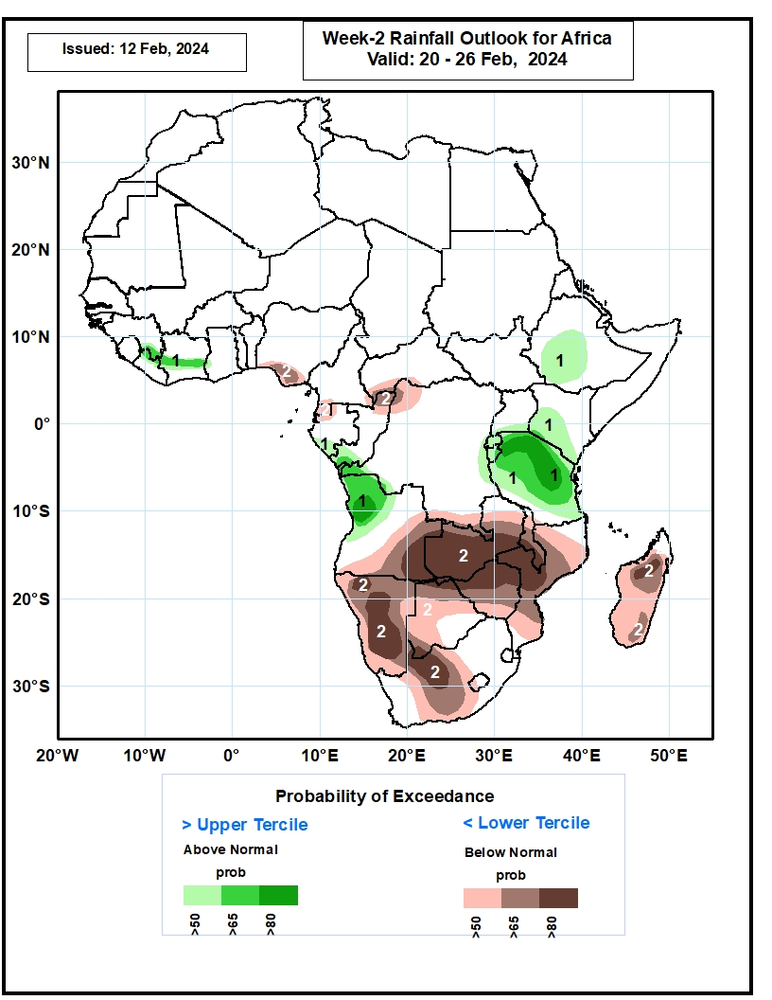 Issued: 12 Feb, 2024
Week-2 Rainfall Outlook for Africa
Valid: 20 - 26 Feb,  2024
30°N
20°N
10°N
0°
10°S
20°S
30°S
1
1
2
2
2
1
1
1
1
1
2
2
2
2
2
2
2
2
20°W
10°W
0°
10°E
20°E
30°E
40°E
50°E
Probability of Exceedance
> Upper Tercile
< Lower Tercile
Above Normal
Below Normal
prob
prob
>50
>65
>80
>50
>65
>80